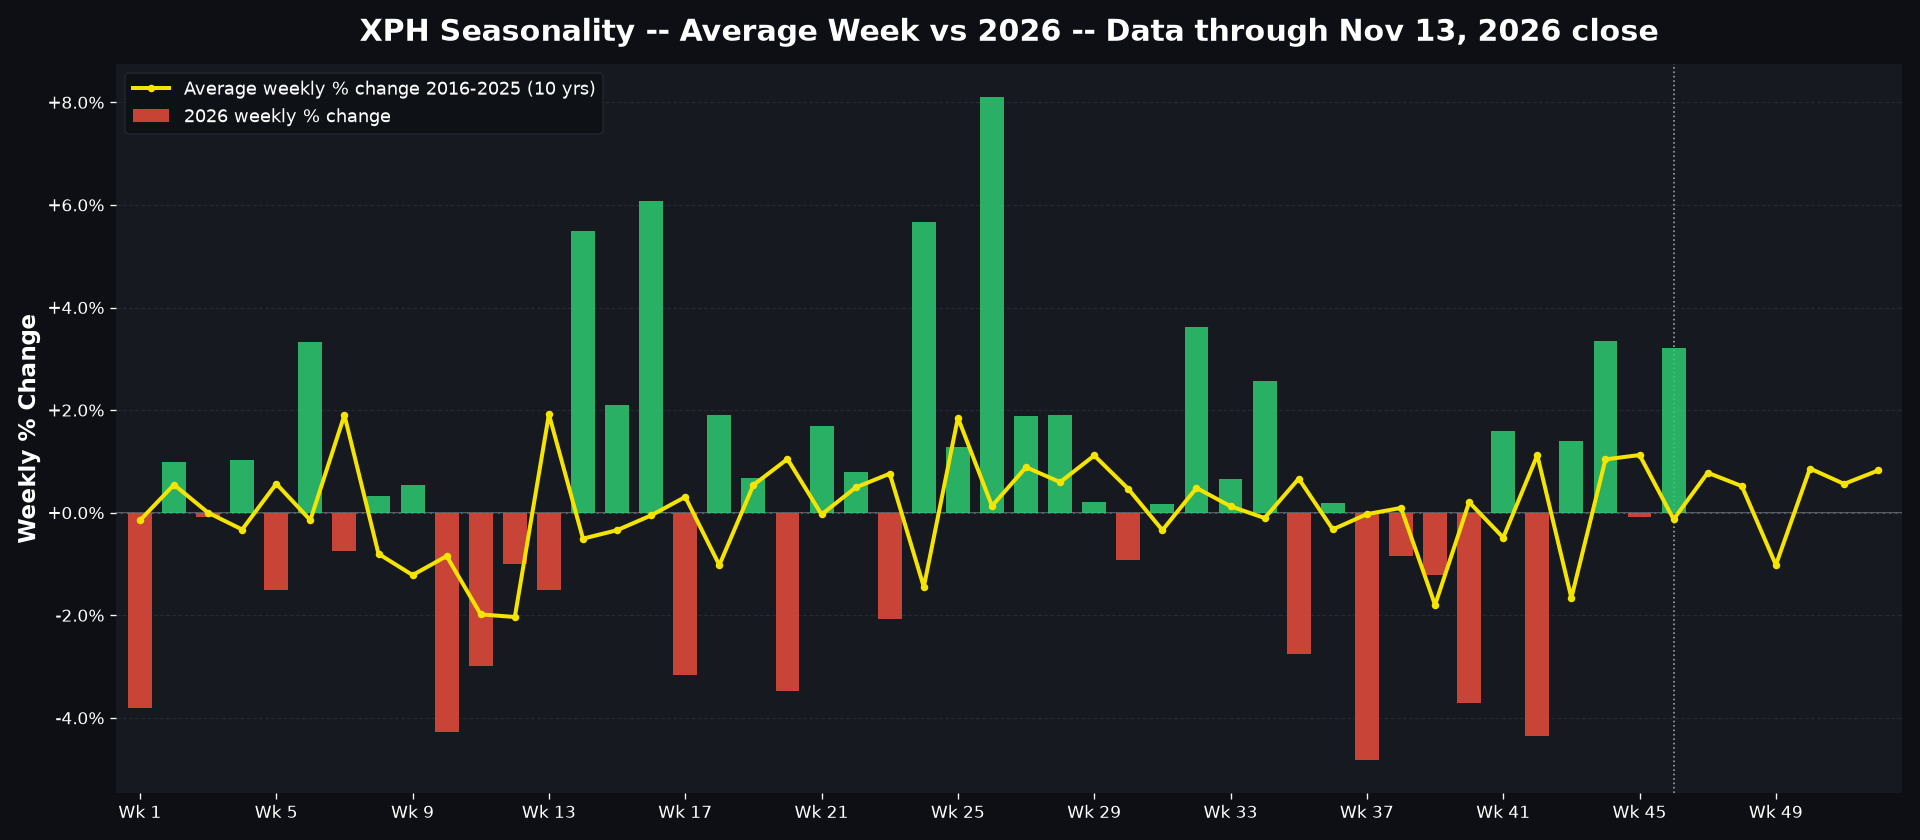 XPH Seasonality -- Average Week vs 2026 -- Data through Nov 13, 2026 close
Average weekly % change 2016-2025 (10 yrs)
2026 weekly % change
Weekly % Change
+8.0%
+6.0%
+4.0%
+2.0%
+0.0%
-2.0%
-4.0%
Wk 1 Wk 5 Wk 9 Wk 13 Wk 17 Wk 21 Wk 25 Wk 29 Wk 33 Wk 37 Wk 41 Wk 45 Wk 49